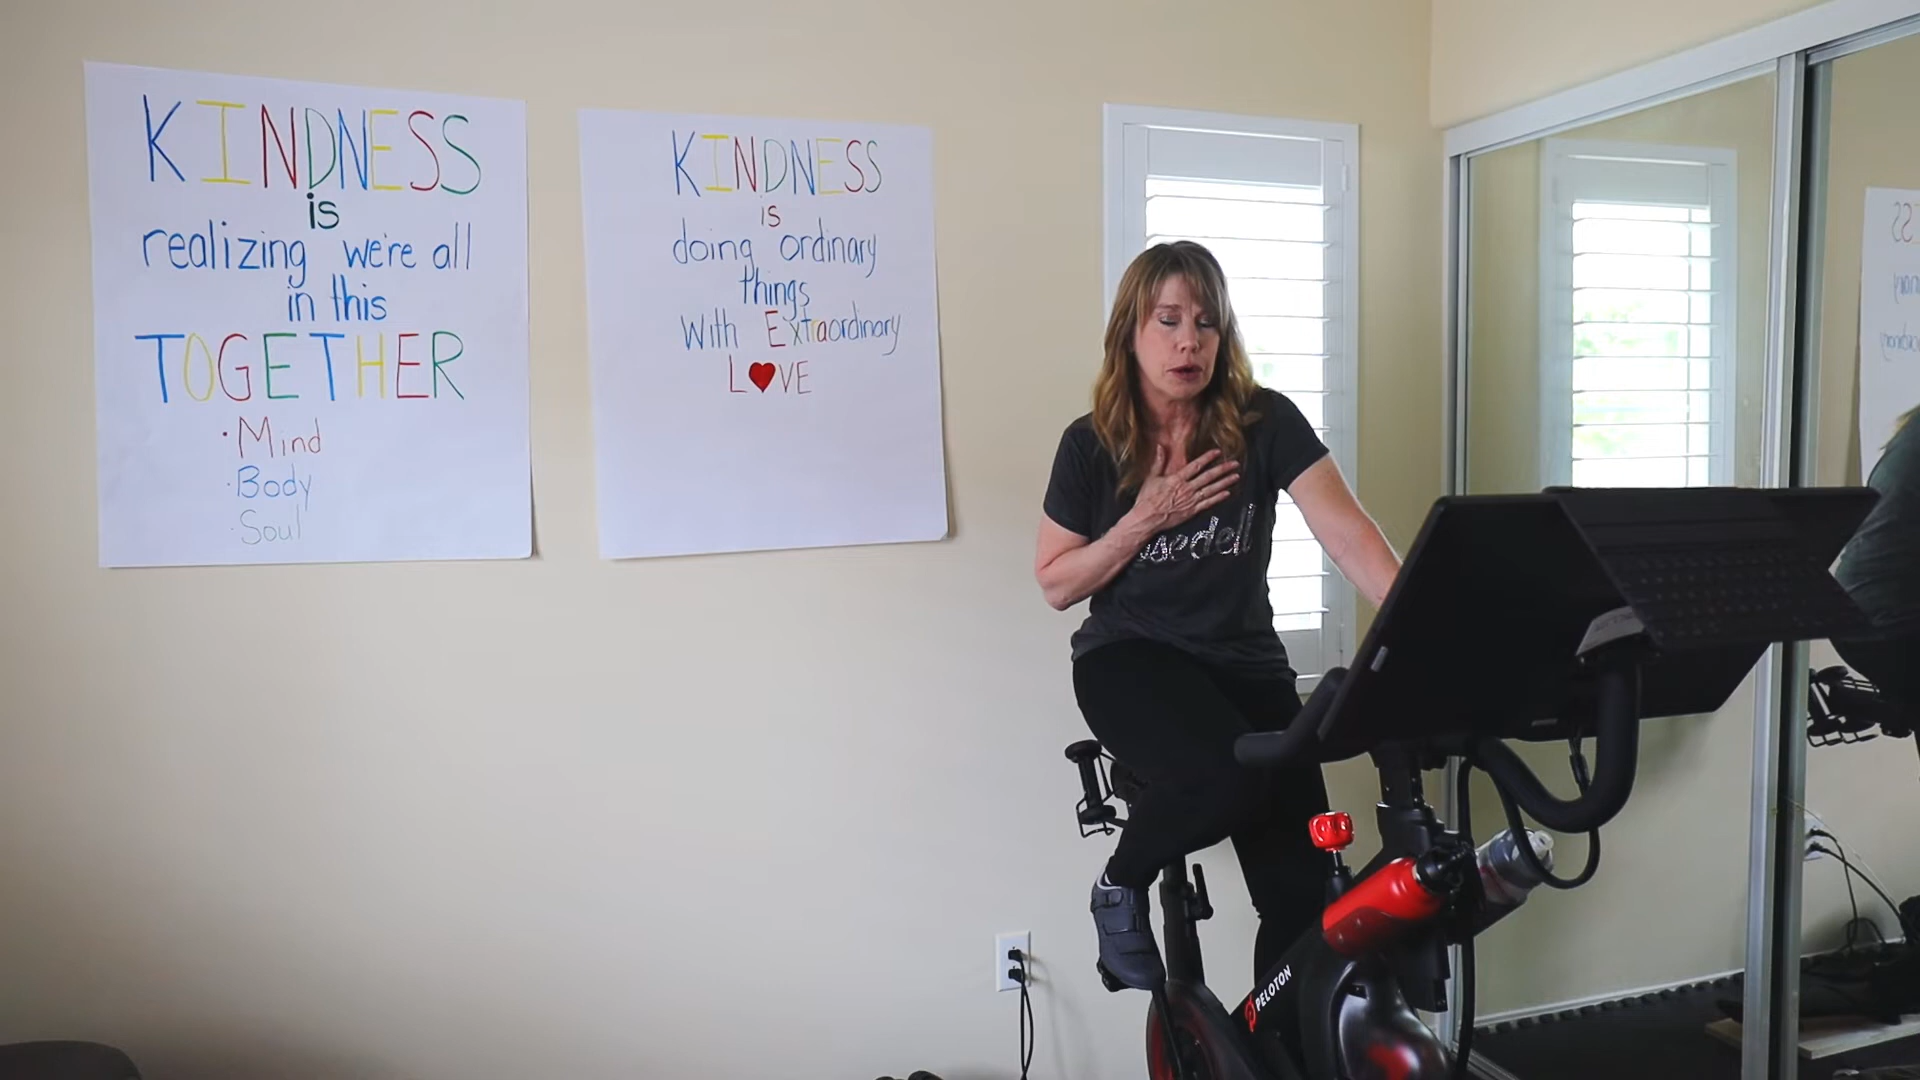 KINDNESS
is
realizing we're all
in this
TOGETHER
·Mind
·Body
·Soul
KINDNESS
is
doing ordinary
things
With Extraordinary
L♥VE
PELOTON